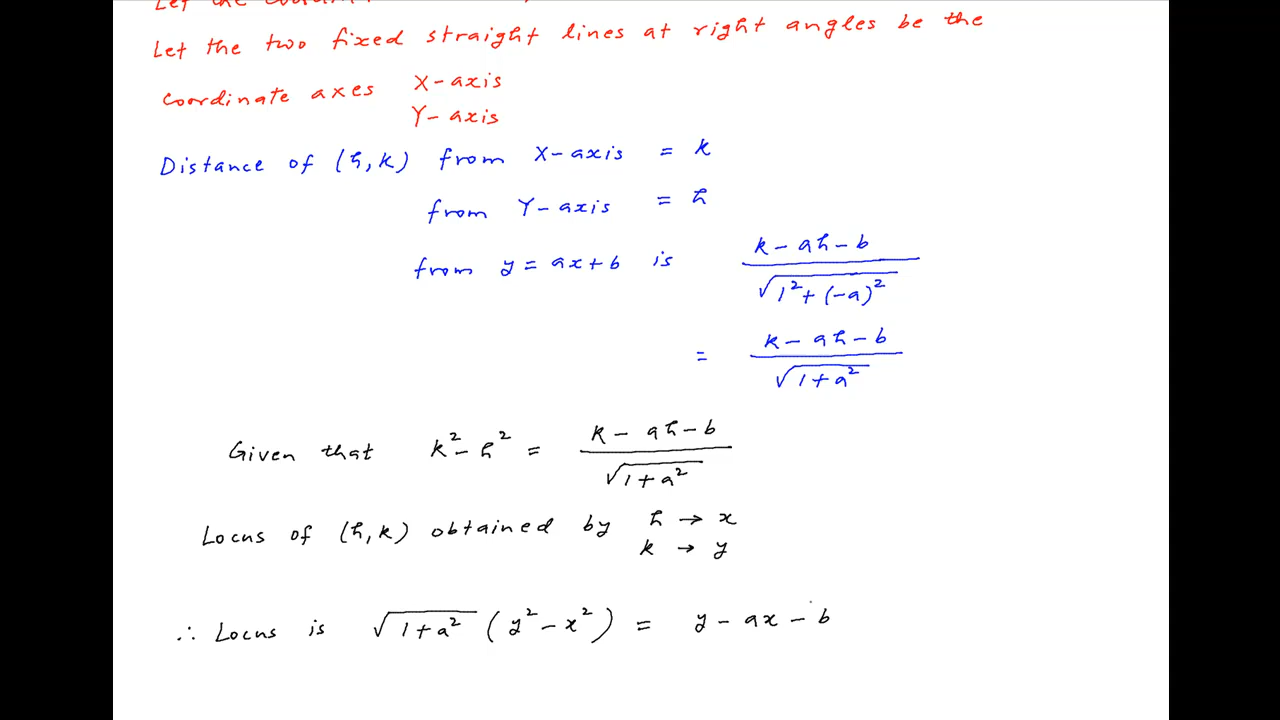 Let the
Let the two fixed straight lines at right angles be the
coordinate axes X-axis
Y-axis
Distance of (h,k) from X-axis = k
from Y-axis = h
from y = ax+b is (k - ah - b)/√(1²+(-a)²)
= (k - ah - b)/√(1+a²)
Given that k² - h² = (k - ah - b)/√(1+a²)
Locus of (h,k) obtained by h → x
k → y
∴ Locus is √(1+a²) (y² - x²) = y - ax - b